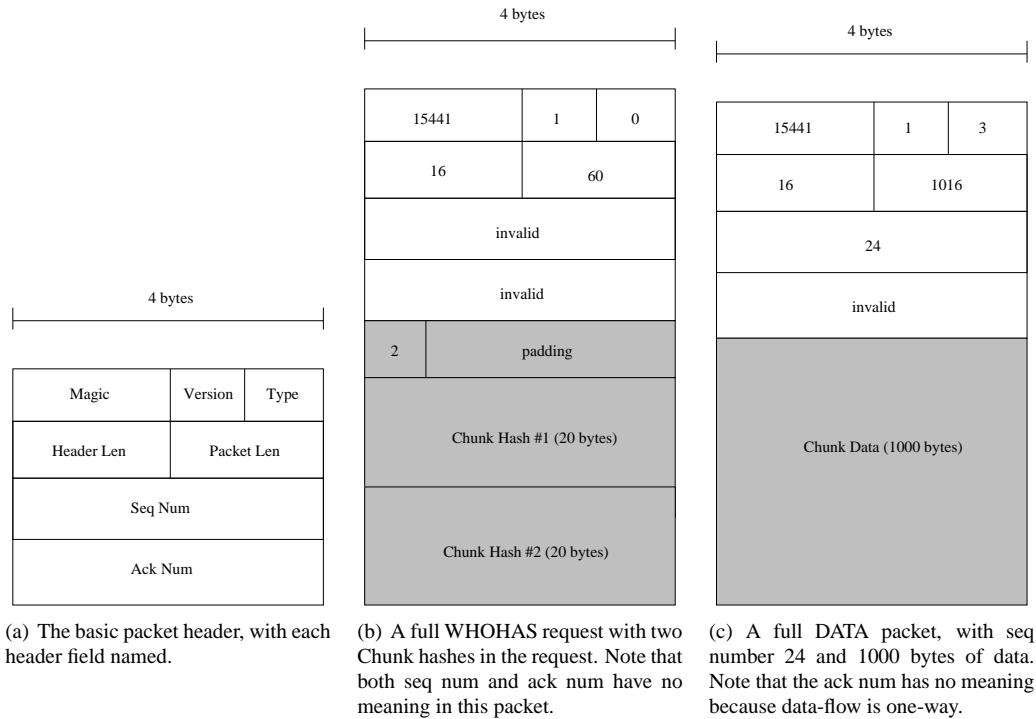 4 bytes
Magic Version Type
Header Len Packet Len
Seq Num
Ack Num
(a) The basic packet header, with each
header field named.
4 bytes
15441 1 0
16 60
invalid
invalid
2 padding
Chunk Hash #1 (20 bytes)
Chunk Hash #2 (20 bytes)
(b) A full WHOHAS request with two
Chunk hashes in the request. Note that
both seq num and ack num have no
meaning in this packet.
4 bytes
15441 1 3
16 1016
24
invalid
Chunk Data (1000 bytes)
(c) A full DATA packet, with seq
number 24 and 1000 bytes of data.
Note that the ack num has no meaning
because data-flow is one-way.